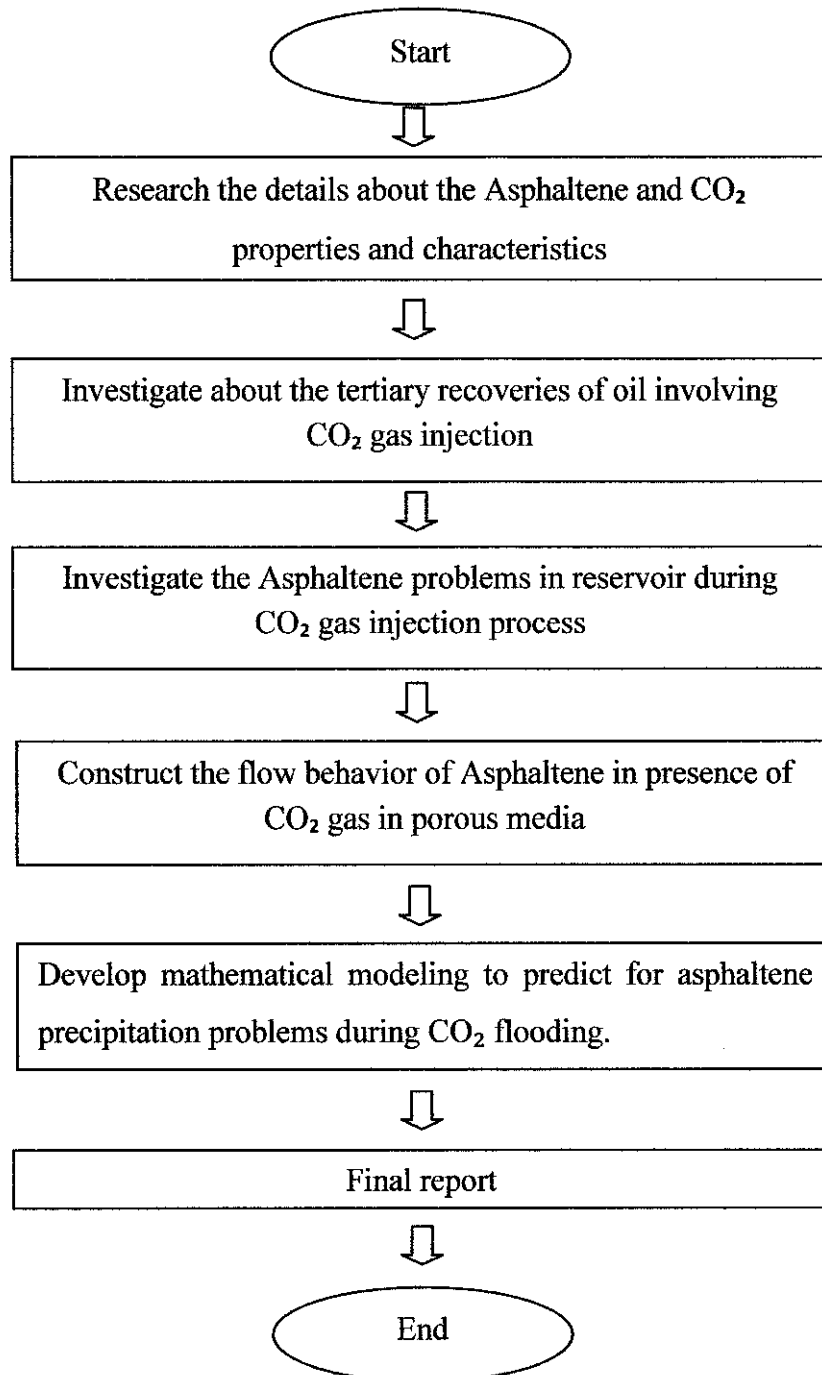 Start
Research the details about the Asphaltene and CO₂
properties and characteristics
Investigate about the tertiary recoveries of oil involving
CO₂ gas injection
Investigate the Asphaltene problems in reservoir during
CO₂ gas injection process
Construct the flow behavior of Asphaltene in presence of
CO₂ gas in porous media
Develop mathematical modeling to predict for asphaltene
precipitation problems during CO₂ flooding.
Final report
End